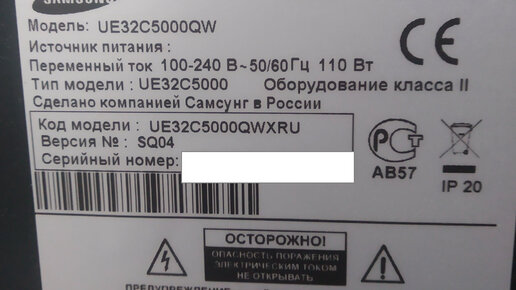 SAMSUNG
Модель: UE32C5000QW
Источник питания :
Переменный ток 100-240 В~50/60Гц 110 Вт
Тип модели : UE32C5000 Оборудование класса II
Сделано компанией Самсунг в России
Код модели : UE32C5000QWXRU
Версия № : SQ04
Серийный номер:
АВ57
IP 20
ОСТОРОЖНО!
ОПАСНОСТЬ ПОРАЖЕНИЯ
ЭЛЕКТРИЧЕСКИМ ТОКОМ
НЕ ОТКРЫВАТЬ
ПРЕДУПРЕЖДЕНИЕ